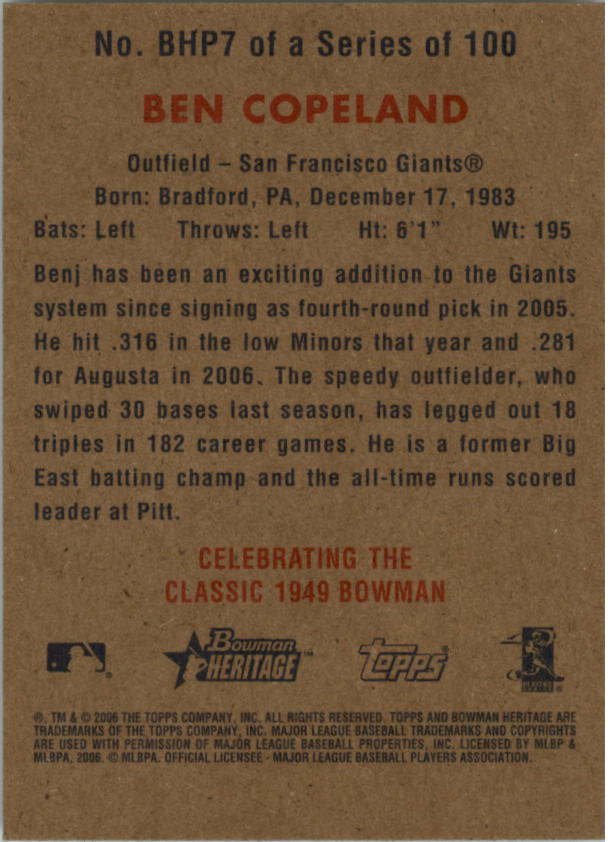 No. BHP7 of a Series of 100
BEN COPELAND
Outfield – San Francisco Giants®
Born: Bradford, PA, December 17, 1983
Bats: Left Throws: Left Ht: 6'1" Wt: 195
Benj has been an exciting addition to the Giants
system since signing as fourth-round pick in 2005.
He hit .316 in the low Minors that year and .281
for Augusta in 2006. The speedy outfielder, who
swiped 30 bases last season, has legged out 18
triples in 182 career games. He is a former Big
East batting champ and the all-time runs scored
leader at Pitt.
CELEBRATING THE
CLASSIC 1949 BOWMAN
Bowman HERITAGE™
Topps®
PLAYERS CHOICE®
®, TM & © 2006 THE TOPPS COMPANY, INC. ALL RIGHTS RESERVED. TOPPS AND BOWMAN HERITAGE ARE
TRADEMARKS OF THE TOPPS COMPANY, INC. MAJOR LEAGUE BASEBALL TRADEMARKS AND COPYRIGHTS
ARE USED WITH PERMISSION OF MAJOR LEAGUE BASEBALL PROPERTIES, INC. LICENSED BY MLBP &
MLBPA, 2006. © MLBPA. OFFICIAL LICENSEE - MAJOR LEAGUE BASEBALL PLAYERS ASSOCIATION.